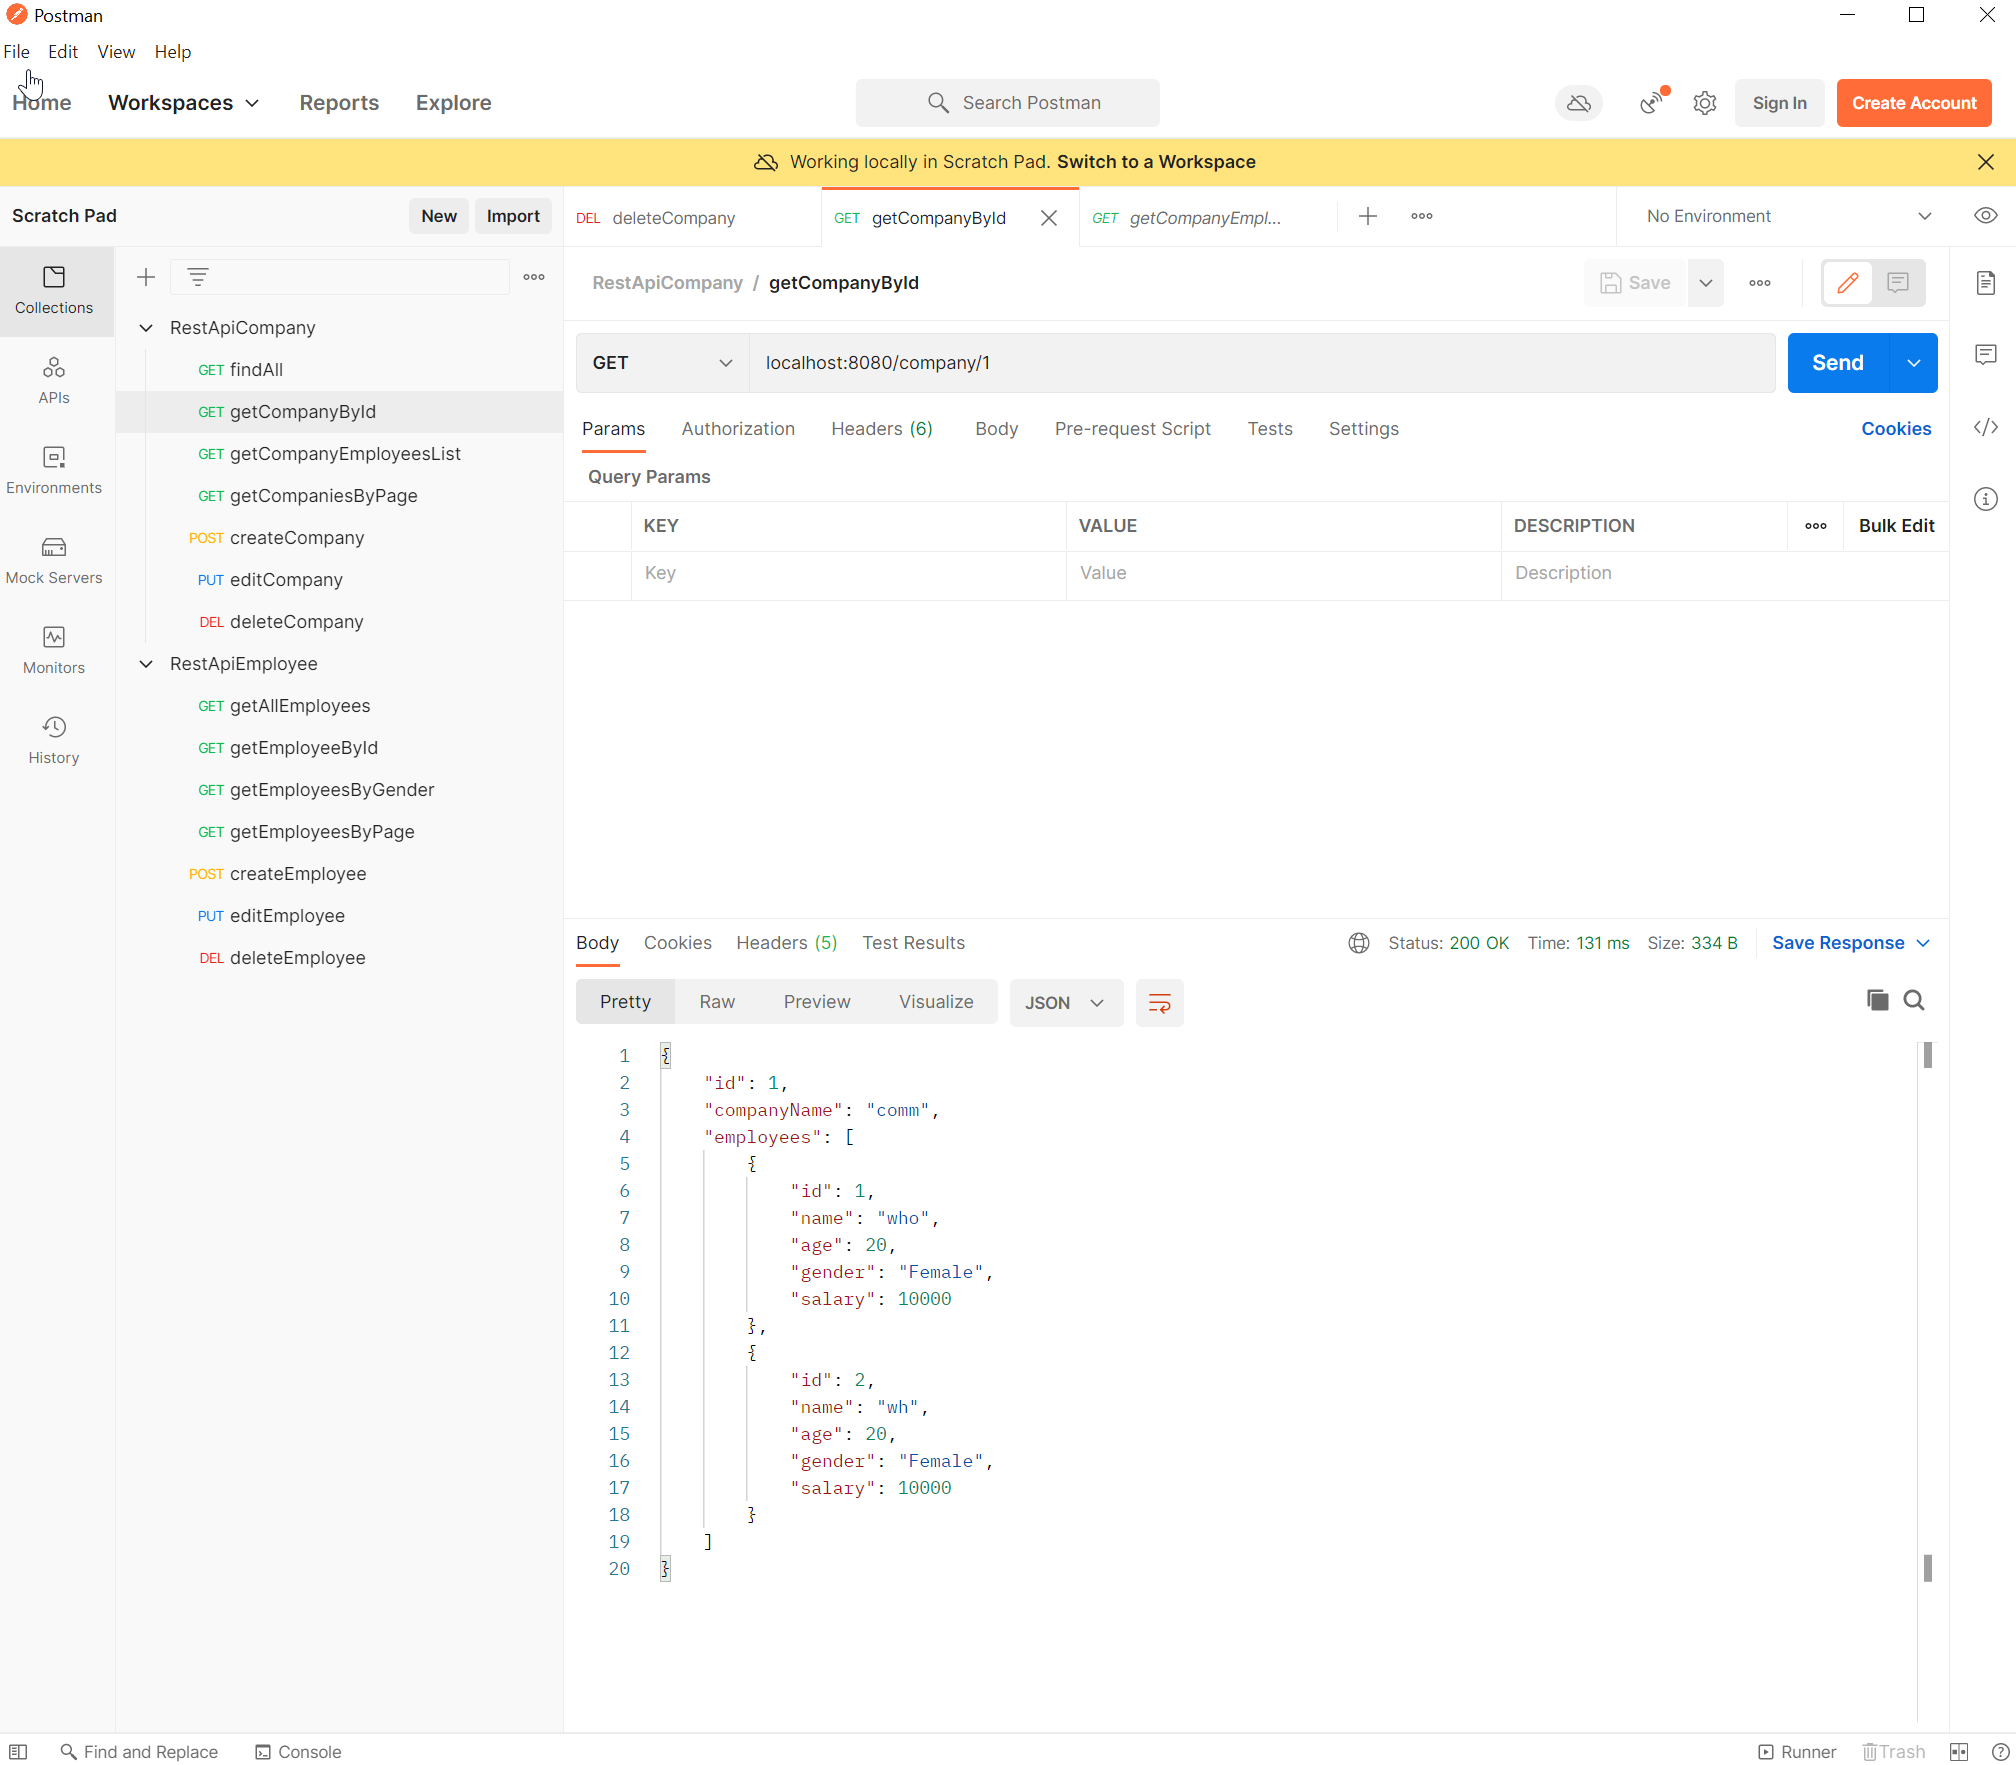 Postman
File Edit View Help
Home Workspaces Reports Explore
Search Postman
Sign In
Create Account
Working locally in Scratch Pad. Switch to a Workspace
Scratch Pad
New
Import
DEL deleteCompany
GET getCompanyById
GET getCompanyEmpl...
No Environment
Collections
APIs
Environments
Mock Servers
Monitors
History
RestApiCompany
GET findAll
GET getCompanyById
GET getCompanyEmployeesList
GET getCompaniesByPage
POST createCompany
PUT editCompany
DEL deleteCompany
RestApiEmployee
GET getAllEmployees
GET getEmployeeById
GET getEmployeesByGender
GET getEmployeesByPage
POST createEmployee
PUT editEmployee
DEL deleteEmployee
RestApiCompany / getCompanyById
Save
GET
localhost:8080/company/1
Send
Params Authorization Headers (6) Body Pre-request Script Tests Settings
Cookies
Query Params
KEY VALUE DESCRIPTION Bulk Edit
Key Value Description
Body Cookies Headers (5) Test Results
Status: 200 OK Time: 131 ms Size: 334 B Save Response
Pretty Raw Preview Visualize JSON
1 {
2 "id": 1,
3 "companyName": "comm",
4 "employees": [
5 {
6 "id": 1,
7 "name": "who",
8 "age": 20,
9 "gender": "Female",
10 "salary": 10000
11 },
12 {
13 "id": 2,
14 "name": "wh",
15 "age": 20,
16 "gender": "Female",
17 "salary": 10000
18 }
19 ]
20 }
Find and Replace
Console
Runner
Trash